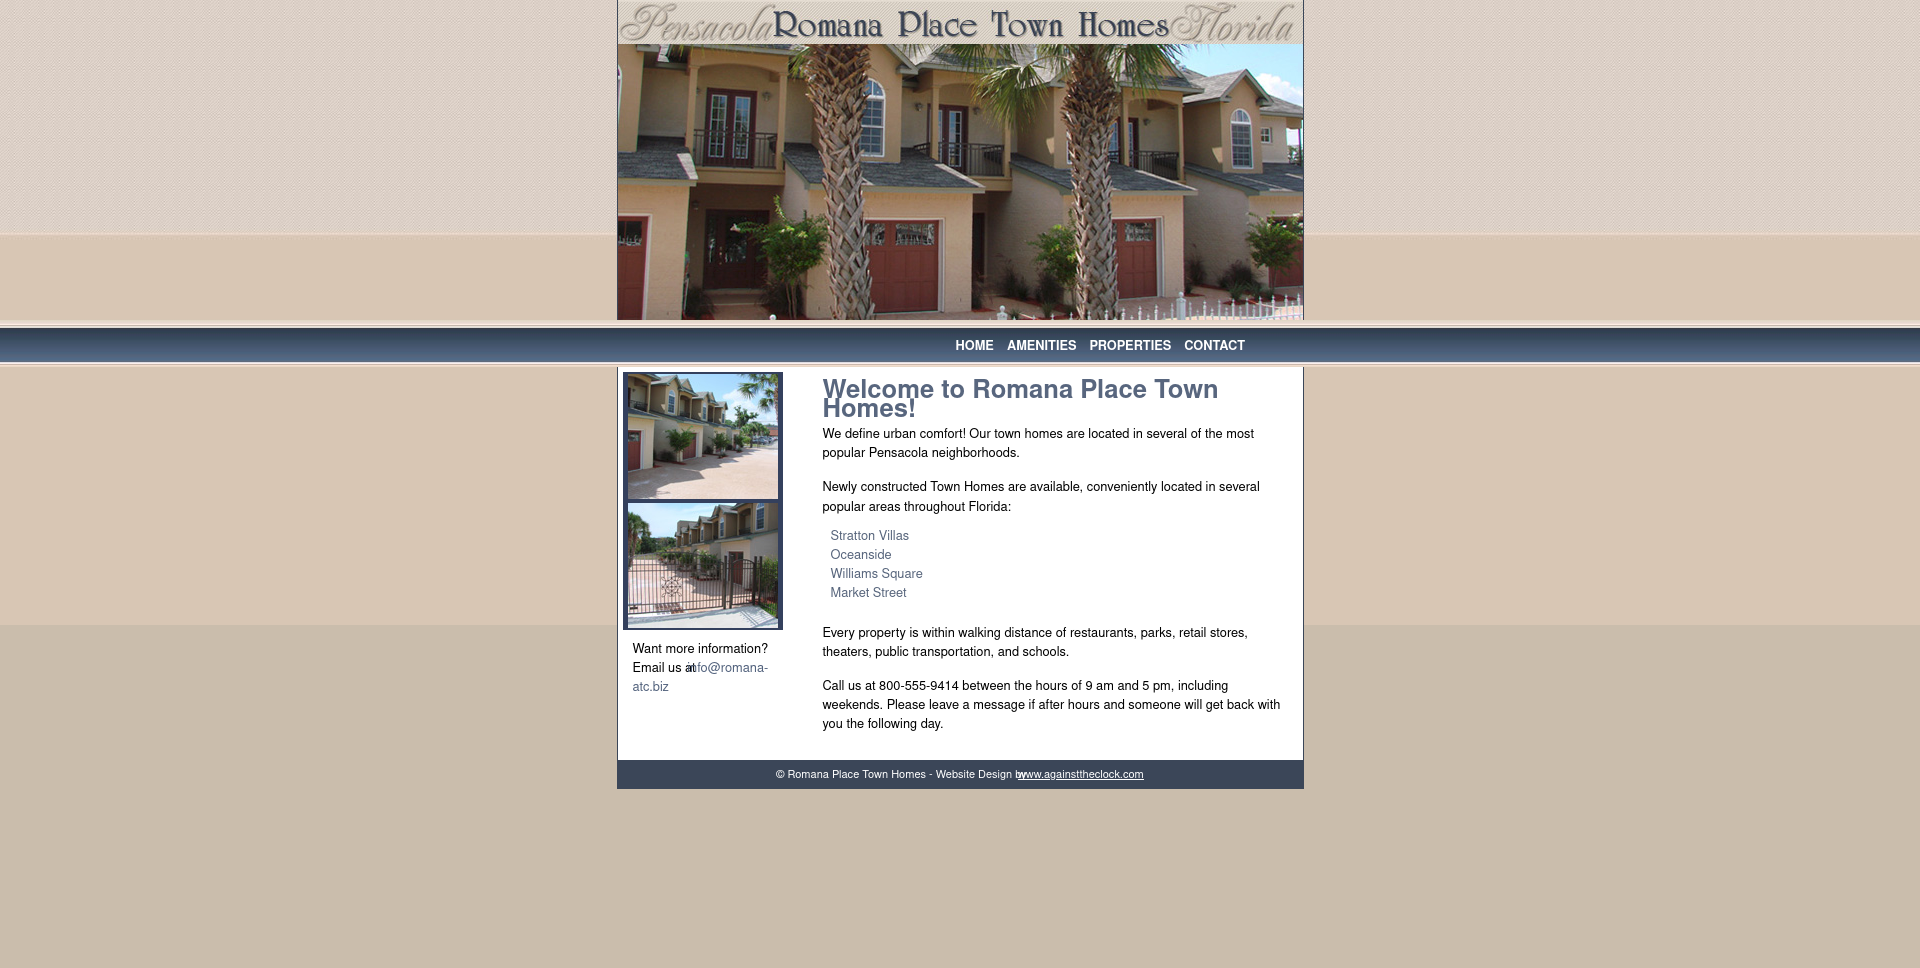 Pensacola Romana Place Town Homes Florida
HOME AMENITIES PROPERTIES CONTACT
Welcome to Romana Place Town
Homes!
We define urban comfort! Our town homes are located in several of the most
popular Pensacola neighborhoods.
Newly constructed Town Homes are available, conveniently located in several
popular areas throughout Florida:
Stratton Villas
Oceanside
Williams Square
Market Street
Every property is within walking distance of restaurants, parks, retail stores,
theaters, public transportation, and schools.
Call us at 800-555-9414 between the hours of 9 am and 5 pm, including
weekends. Please leave a message if after hours and someone will get back with
you the following day.
Want more information?
Email us at info@romana-
atc.biz
© Romana Place Town Homes - Website Design by www.againsttheclock.com